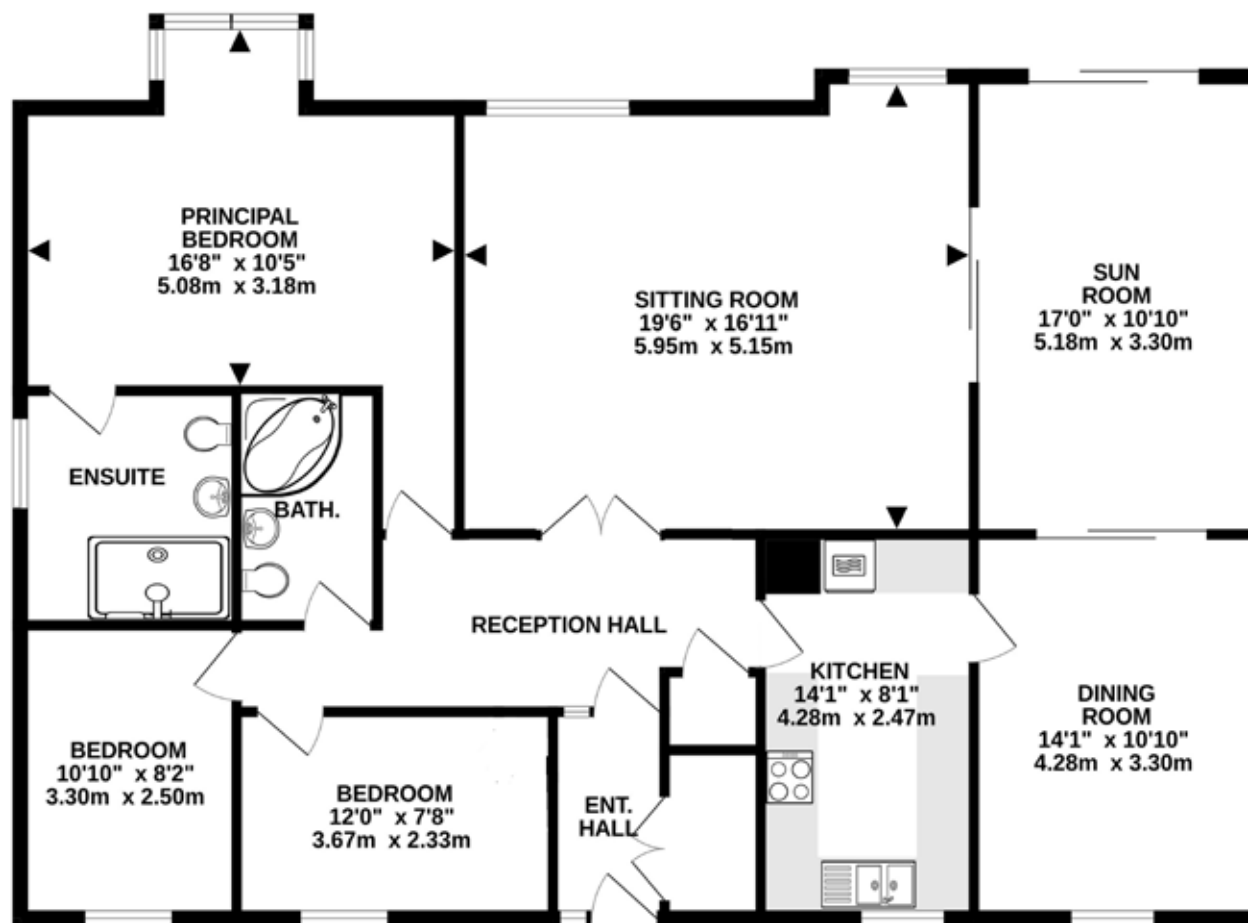 PRINCIPAL
BEDROOM
16'8" x 10'5"
5.08m x 3.18m
SITTING ROOM
19'6" x 16'11"
5.95m x 5.15m
SUN
ROOM
17'0" x 10'10"
5.18m x 3.30m
ENSUITE
BATH.
RECEPTION HALL
KITCHEN
14'1" x 8'1"
4.28m x 2.47m
DINING
ROOM
14'1" x 10'10"
4.28m x 3.30m
BEDROOM
10'10" x 8'2"
3.30m x 2.50m
BEDROOM
12'0" x 7'8"
3.67m x 2.33m
ENT.
HALL